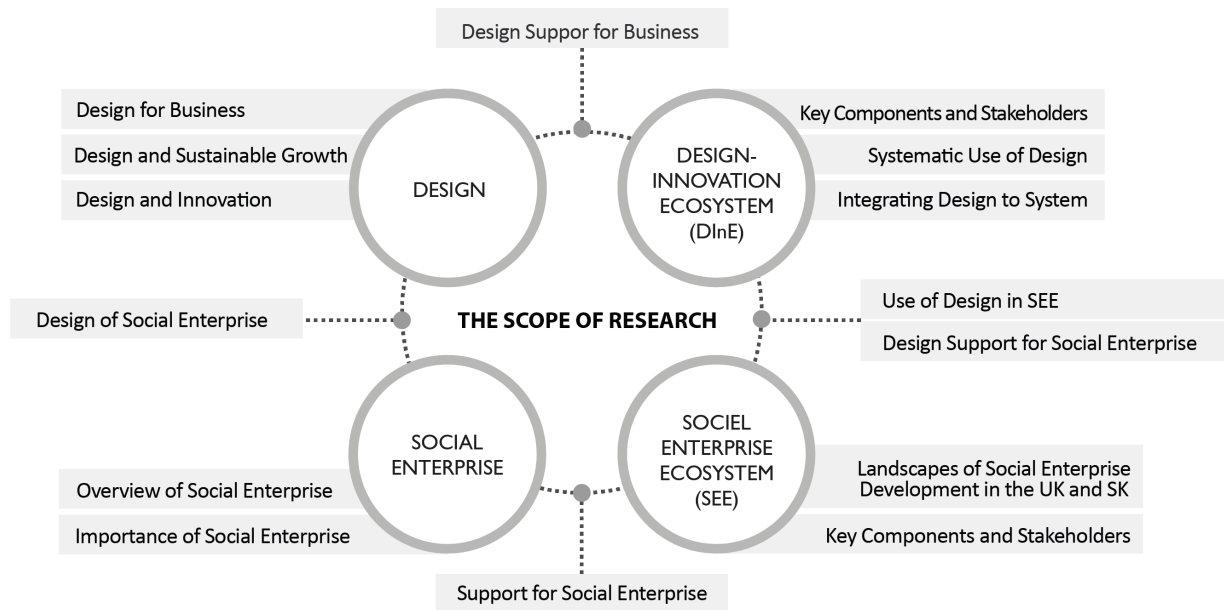 Design Suppor for Business
Design for Business
Design and Sustainable Growth
Design and Innovation
DESIGN
DESIGN-
INNOVATION
ECOSYSTEM
(DInE)
Key Components and Stakeholders
Systematic Use of Design
Integrating Design to System
Design of Social Enterprise
THE SCOPE OF RESEARCH
Use of Design in SEE
Design Support for Social Enterprise
SOCIAL
ENTERPRISE
Overview of Social Enterprise
Importance of Social Enterprise
SOCIEL
ENTERPRISE
ECOSYSTEM
(SEE)
Landscapes of Social Enterprise
Development in the UK and SK
Key Components and Stakeholders
Support for Social Enterprise